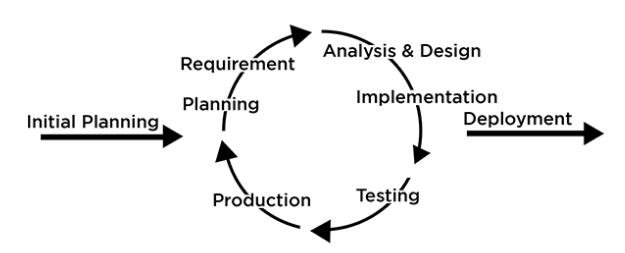 Initial Planning
Planning
Requirement
Analysis & Design
Implementation
Testing
Production
Deployment